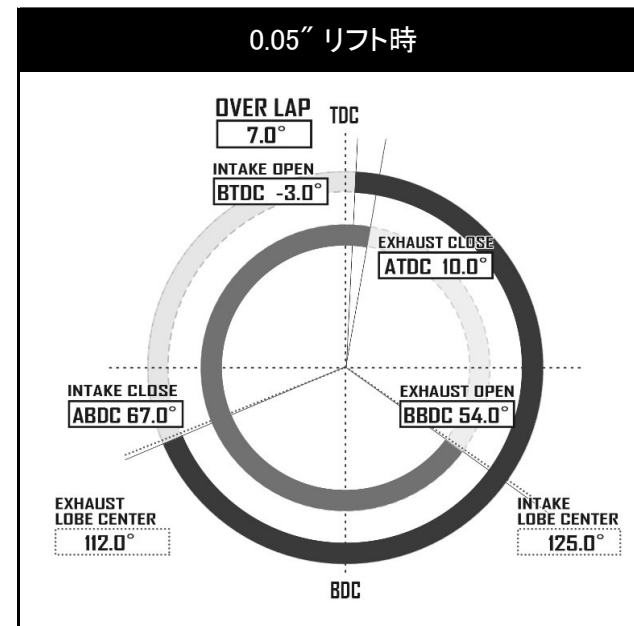 0.05″ リフト時
OVER LAP
7.0°
TDC
INTAKE OPEN
BTDC -3.0°
EXHAUST CLOSE
ATDC 10.0°
INTAKE CLOSE
ABDC 67.0°
EXHAUST OPEN
BBDC 54.0°
EXHAUST
LOBE CENTER
112.0°
INTAKE
LOBE CENTER
125.0°
BDC